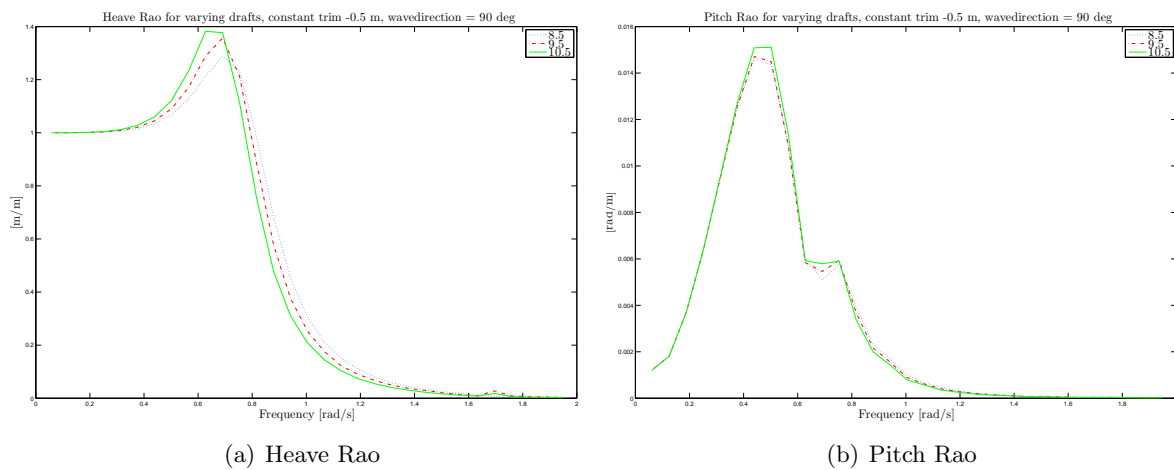 Heave Rao for varying drafts, constant trim -0.5 m, wavedirection = 90 deg
1.4
1.2
1
0.8
0.6
0.4
0.2
0
[m/m]
8.5
9.5
10.5
0 0.2 0.4 0.6 0.8 1 1.2 1.4 1.6 1.8 2
Frequency [rad/s]
(a) Heave Rao
Pitch Rao for varying drafts, constant trim -0.5 m, wavedirection = 90 deg
0.016
0.014
0.012
0.01
0.008
0.006
0.004
0.002
0
[rad/m]
8.5
9.5
10.5
0 0.2 0.4 0.6 0.8 1 1.2 1.4 1.6 1.8
Frequency [rad/s]
(b) Pitch Rao